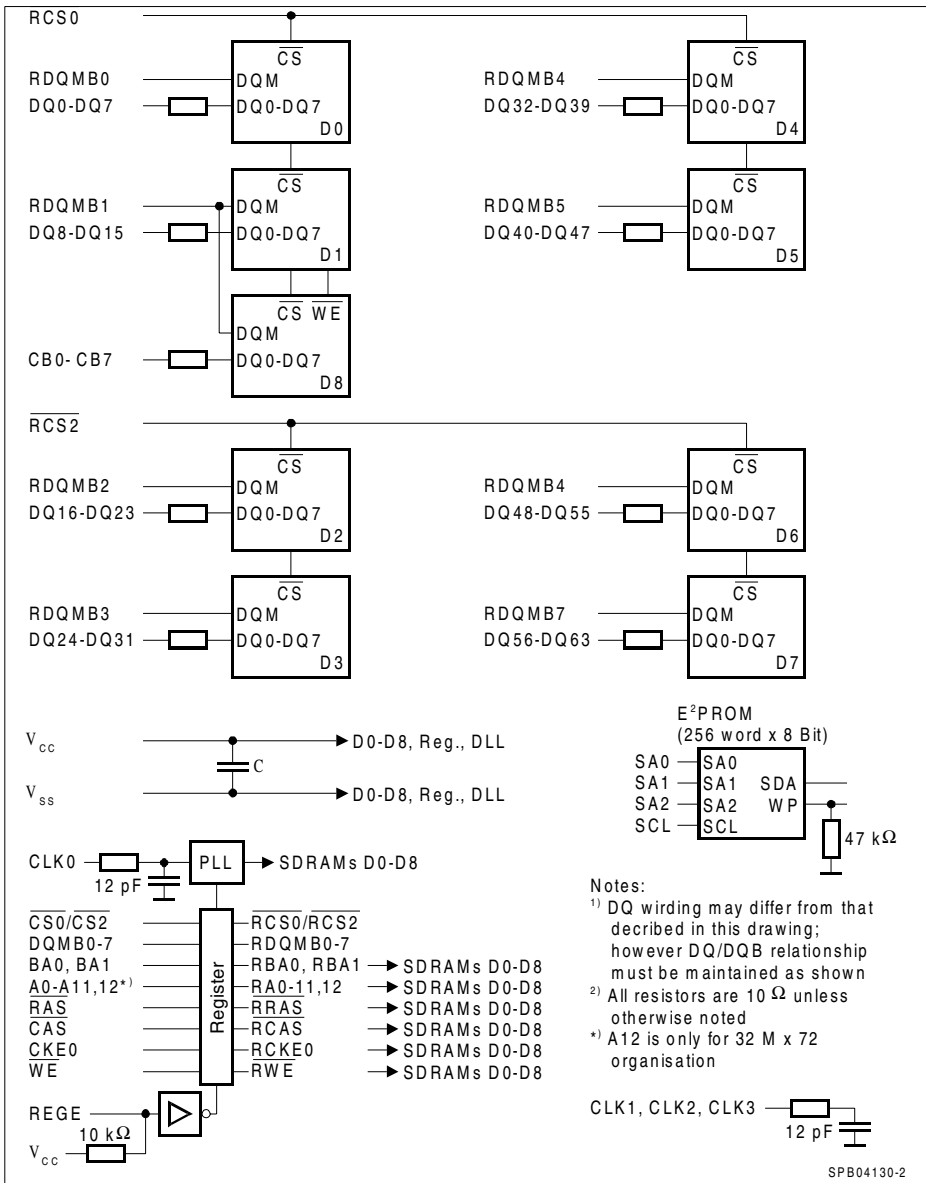 RCS0
CS
CS
RDQMB0
DQM
RDQMB4
DQM
DQ0-DQ7
DQ0-DQ7
DQ32-DQ39
DQ0-DQ7
D0
D4
CS
CS
RDQMB1
DQM
RDQMB5
DQM
DQ8-DQ15
DQ0-DQ7
DQ40-DQ47
DQ0-DQ7
D1
D5
CS WE
DQM
CB0-CB7
DQ0-DQ7
D8
RCS2
CS
CS
RDQMB2
DQM
RDQMB4
DQM
DQ16-DQ23
DQ0-DQ7
DQ48-DQ55
DQ0-DQ7
D2
D6
CS
CS
RDQMB3
DQM
RDQMB7
DQM
DQ24-DQ31
DQ0-DQ7
DQ56-DQ63
DQ0-DQ7
D3
D7
VCC
D0-D8, Reg., DLL
C
VSS
D0-D8, Reg., DLL
E²PROM
(256 word x 8 Bit)
SA0 SA0
SA1 SA1 SDA
SA2 SA2 WP
SCL SCL
47 kΩ
CLK0
PLL
SDRAMs D0-D8
12 pF
Register
CS0/CS2 RCS0/RCS2
DQMB0-7 RDQMB0-7
BA0, BA1 RBA0, RBA1 SDRAMs D0-D8
A0-A11,12*) RA0-11,12 SDRAMs D0-D8
RAS RRAS SDRAMs D0-D8
CAS RCAS SDRAMs D0-D8
CKE0 RCKE0 SDRAMs D0-D8
WE RWE SDRAMs D0-D8
REGE
10 kΩ
VCC
Notes:
1) DQ wirding may differ from that
decribed in this drawing;
however DQ/DQB relationship
must be maintained as shown
2) All resistors are 10 Ω unless
otherwise noted
*) A12 is only for 32 M x 72
organisation
CLK1, CLK2, CLK3
12 pF
SPB04130-2